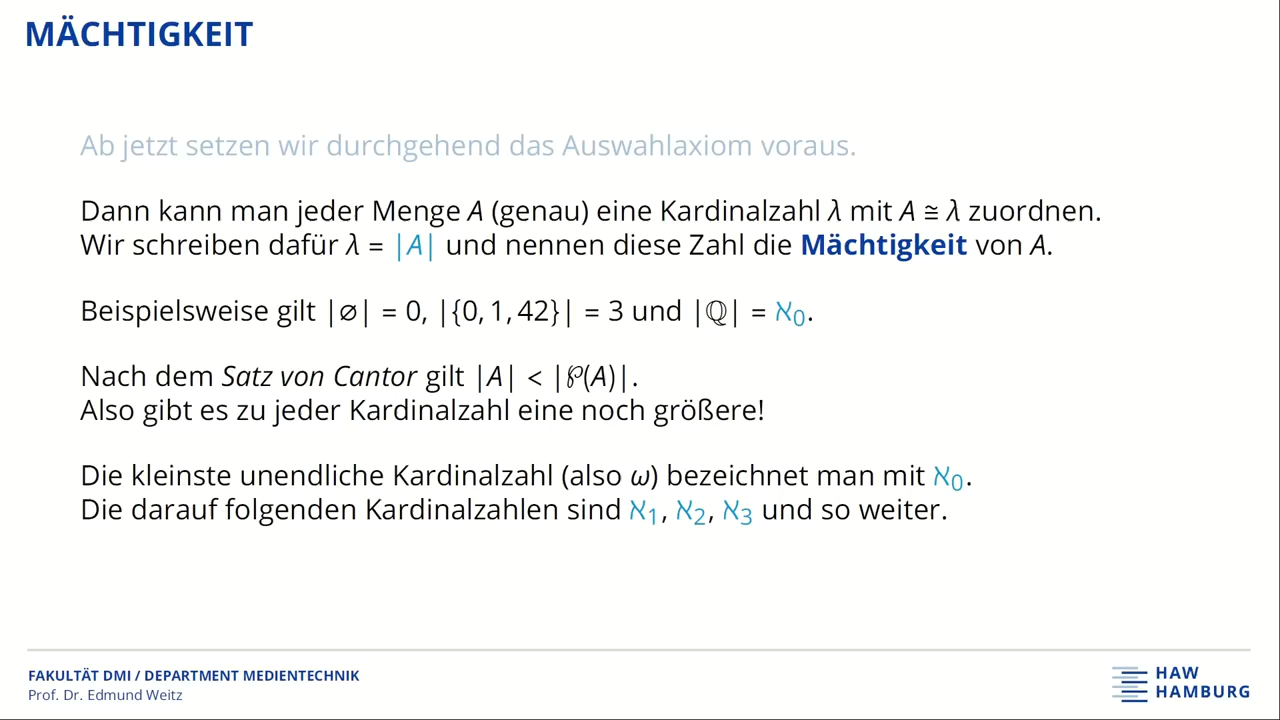 MÄCHTIGKEIT
Ab jetzt setzen wir durchgehend das Auswahlaxiom voraus.
Dann kann man jeder Menge A (genau) eine Kardinalzahl λ mit A ≅ λ zuordnen.
Wir schreiben dafür λ = |A| und nennen diese Zahl die Mächtigkeit von A.
Beispielsweise gilt |∅| = 0, |{0, 1, 42}| = 3 und |ℚ| = ℵ₀.
Nach dem Satz von Cantor gilt |A| < |℘(A)|.
Also gibt es zu jeder Kardinalzahl eine noch größere!
Die kleinste unendliche Kardinalzahl (also ω) bezeichnet man mit ℵ₀.
Die darauf folgenden Kardinalzahlen sind ℵ₁, ℵ₂, ℵ₃ und so weiter.
FAKULTÄT DMI / DEPARTMENT MEDIENTECHNIK
Prof. Dr. Edmund Weitz
HAW
HAMBURG